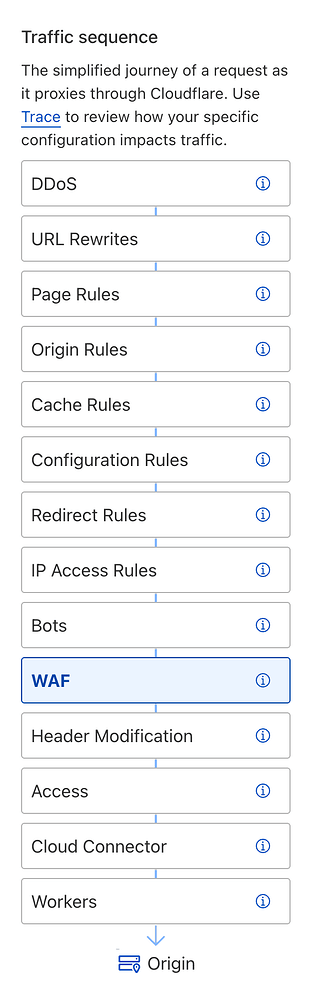 Traffic sequence
The simplified journey of a request as
it proxies through Cloudflare. Use
Trace to review how your specific
configuration impacts traffic.
DDoS
URL Rewrites
Page Rules
Origin Rules
Cache Rules
Configuration Rules
Redirect Rules
IP Access Rules
Bots
WAF
Header Modification
Access
Cloud Connector
Workers
Origin